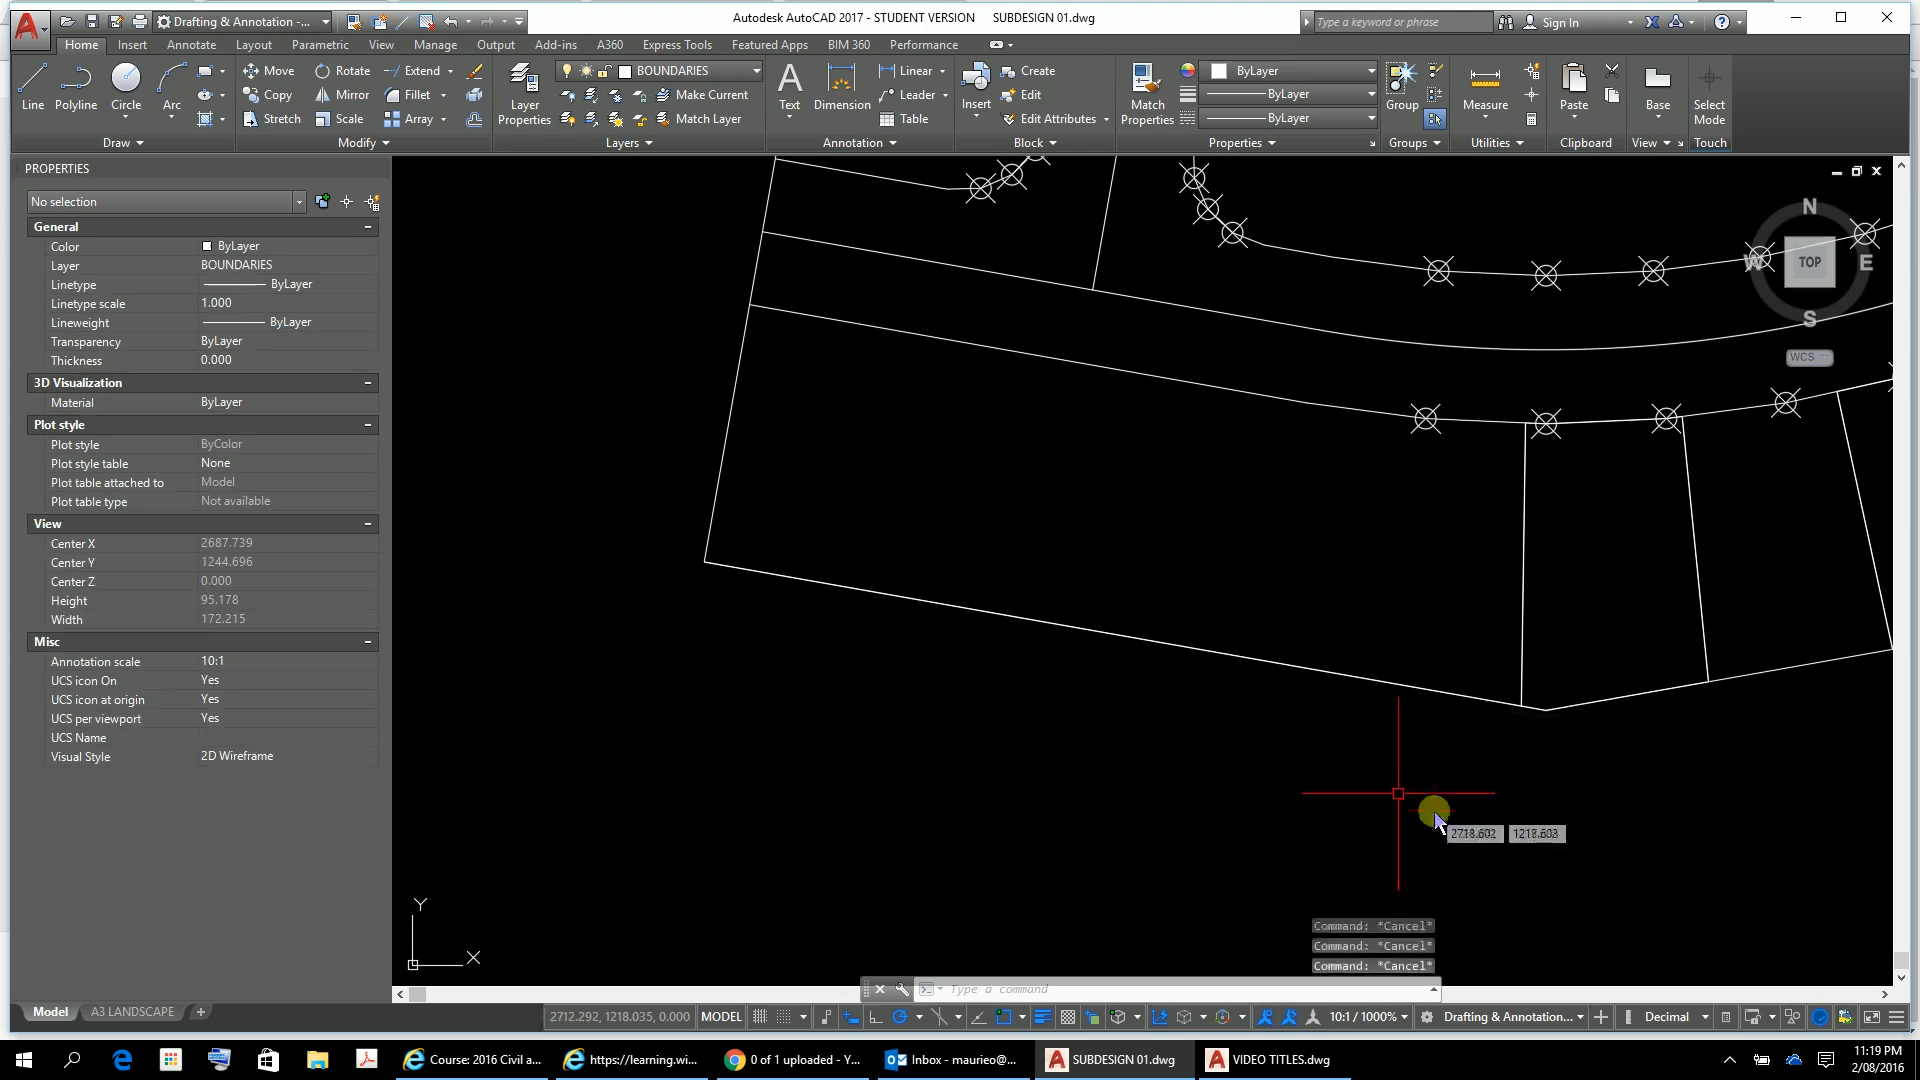 Drafting & Annotation -...
Autodesk AutoCAD 2017 - STUDENT VERSION SUBDESIGN 01.dwg
Type a keyword or phrase
Sign In
Home Insert Annotate Layout Parametric View Manage Output Add-ins A360 Express Tools Featured Apps BIM 360 Performance
Line Polyline Circle Arc
Move Rotate Extend
Copy Mirror Fillet
Stretch Scale Array
Layer Properties
BOUNDARIES
Make Current
Match Layer
Text Dimension
Linear
Leader
Table
Insert
Create
Edit
Edit Attributes
Match Properties
ByLayer
ByLayer
ByLayer
Group Measure Paste Base Select Mode
Draw Modify Layers Annotation Block Properties Groups Utilities Clipboard View Touch
PROPERTIES
No selection
General
Color ByLayer
Layer BOUNDARIES
Linetype ByLayer
Linetype scale 1.000
Lineweight ByLayer
Transparency ByLayer
Thickness 0.000
3D Visualization
Material ByLayer
Plot style
Plot style ByColor
Plot style table None
Plot table attached to Model
Plot table type Not available
View
Center X 2687.739
Center Y 1244.696
Center Z 0.000
Height 95.178
Width 172.215
Misc
Annotation scale 10:1
UCS icon On Yes
UCS icon at origin Yes
UCS per viewport Yes
UCS Name
Visual Style 2D Wireframe
N
W TOP E
S
WCS
Y
X
Command: *Cancel*
Command: *Cancel*
Command: *Cancel*
Type a command
Model A3 LANDSCAPE
2712.292, 1218.035, 0.000 MODEL
10:1 / 1000%
Drafting & Annotation...
Decimal
Course: 2016 Civil a...
https://learning.wi...
0 of 1 uploaded - Y...
Inbox - maurieo@...
SUBDESIGN 01.dwg
VIDEO TITLES.dwg
11:19 PM
2/08/2016